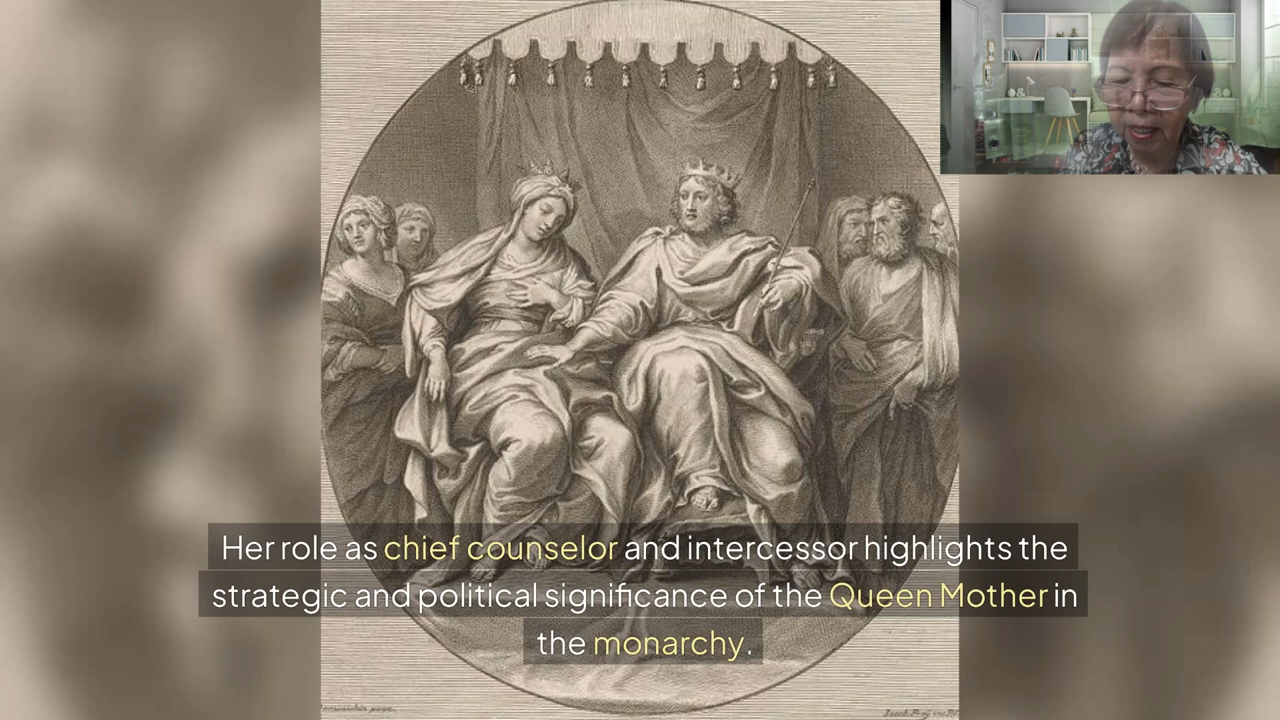 Her role as chief counselor and intercessor highlights the
strategic and political significance of the Queen Mother in
the monarchy.